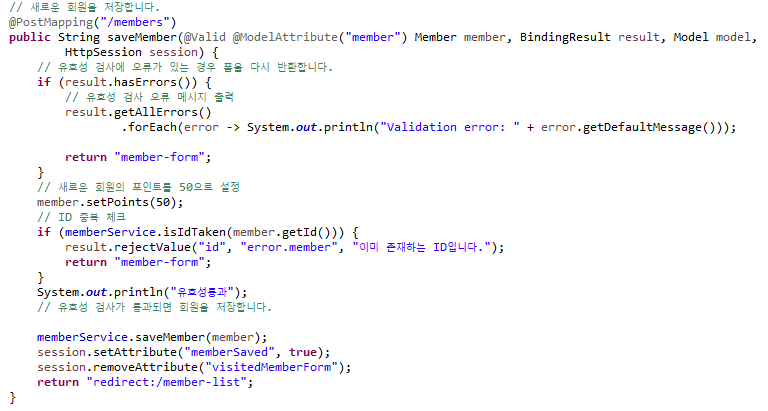 // 새로운 회원을 저장합니다.
@PostMapping("/members")
public String saveMember(@Valid @ModelAttribute("member") Member member, BindingResult result, Model model,
HttpSession session) {
// 유효성 검사에 오류가 있는 경우 폼을 다시 반환합니다.
if (result.hasErrors()) {
// 유효성 검사 오류 메시지 출력
result.getAllErrors()
.forEach(error -> System.out.println("Validation error: " + error.getDefaultMessage()));
return "member-form";
}
// 새로운 회원의 포인트를 50으로 설정
member.setPoints(50);
// ID 중복 체크
if (memberService.isIdTaken(member.getId())) {
result.rejectValue("id", "error.member", "이미 존재하는 ID입니다.");
return "member-form";
}
System.out.println("유효성통과");
// 유효성 검사가 통과되면 회원을 저장합니다.
memberService.saveMember(member);
session.setAttribute("memberSaved", true);
session.removeAttribute("visitedMemberForm");
return "redirect:/member-list";
}